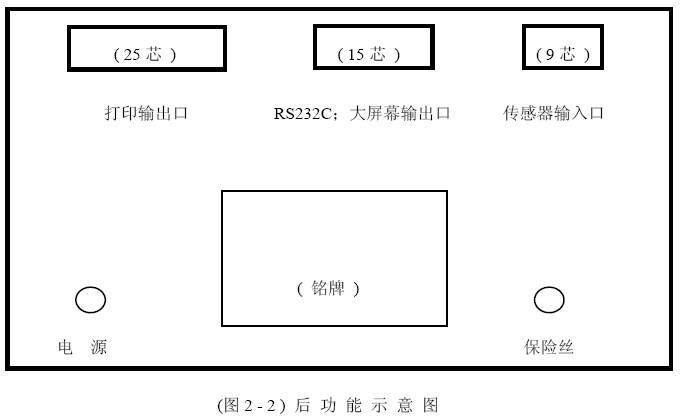 (25 芯 )
(15 芯 )
(9 芯 )
打印输出口
RS232C；大屏幕输出口
传感器输入口
( 铭牌 )
电 源
保险丝
(图 2 - 2 ) 后 功 能 示 意 图